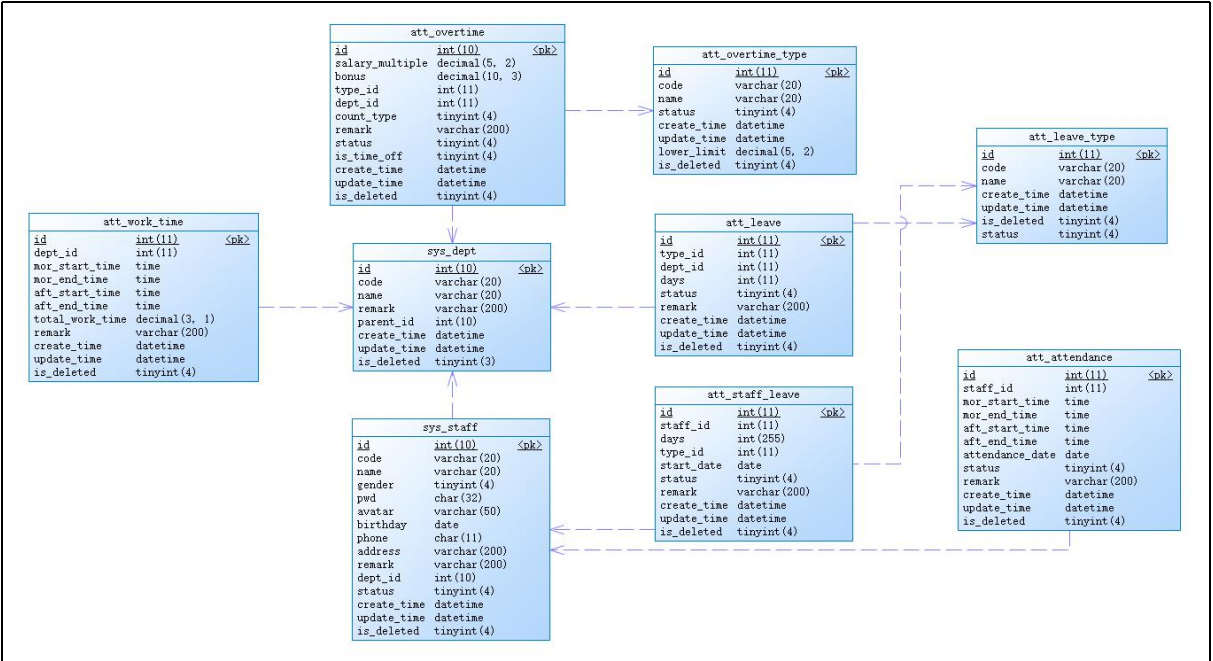 att_overtime
id int(10) <pk>
salary_multiple decimal(5, 2)
bonus decimal(10, 3)
type_id int(11)
dept_id int(11)
count_type tinyint(4)
remark varchar(200)
status tinyint(4)
is_time_off tinyint(4)
create_time datetime
update_time datetime
is_deleted tinyint(4)
att_overtime_type
id int(11) <pk>
code varchar(20)
name varchar(20)
status tinyint(4)
create_time datetime
update_time datetime
lower_limit decimal(5, 2)
is_deleted tinyint(4)
att_leave_type
id int(11) <pk>
code varchar(20)
name varchar(20)
create_time datetime
update_time datetime
is_deleted tinyint(4)
status tinyint(4)
att_work_time
id int(11) <pk>
dept_id int(11)
mor_start_time time
mor_end_time time
aft_start_time time
aft_end_time time
total_work_time decimal(3, 1)
remark varchar(200)
create_time datetime
update_time datetime
is_deleted tinyint(4)
sys_dept
id int(10) <pk>
code varchar(20)
name varchar(20)
remark varchar(200)
parent_id int(10)
create_time datetime
update_time datetime
is_deleted tinyint(3)
att_leave
id int(11) <pk>
type_id int(11)
dept_id int(11)
days int(11)
status tinyint(4)
remark varchar(200)
create_time datetime
update_time datetime
is_deleted tinyint(4)
sys_staff
id int(10) <pk>
code varchar(20)
name varchar(20)
gender tinyint(4)
pwd char(32)
avatar varchar(50)
birthday date
phone char(11)
address varchar(200)
remark varchar(200)
dept_id int(10)
status tinyint(4)
create_time datetime
update_time datetime
is_deleted tinyint(4)
att_staff_leave
id int(11) <pk>
staff_id int(11)
days int(255)
type_id int(11)
start_date date
status tinyint(4)
remark varchar(200)
create_time datetime
update_time datetime
is_deleted tinyint(4)
att_attendance
id int(11) <pk>
staff_id int(11)
mor_start_time time
mor_end_time time
aft_start_time time
aft_end_time time
attendance_date date
status tinyint(4)
remark varchar(200)
create_time datetime
update_time datetime
is_deleted tinyint(4)